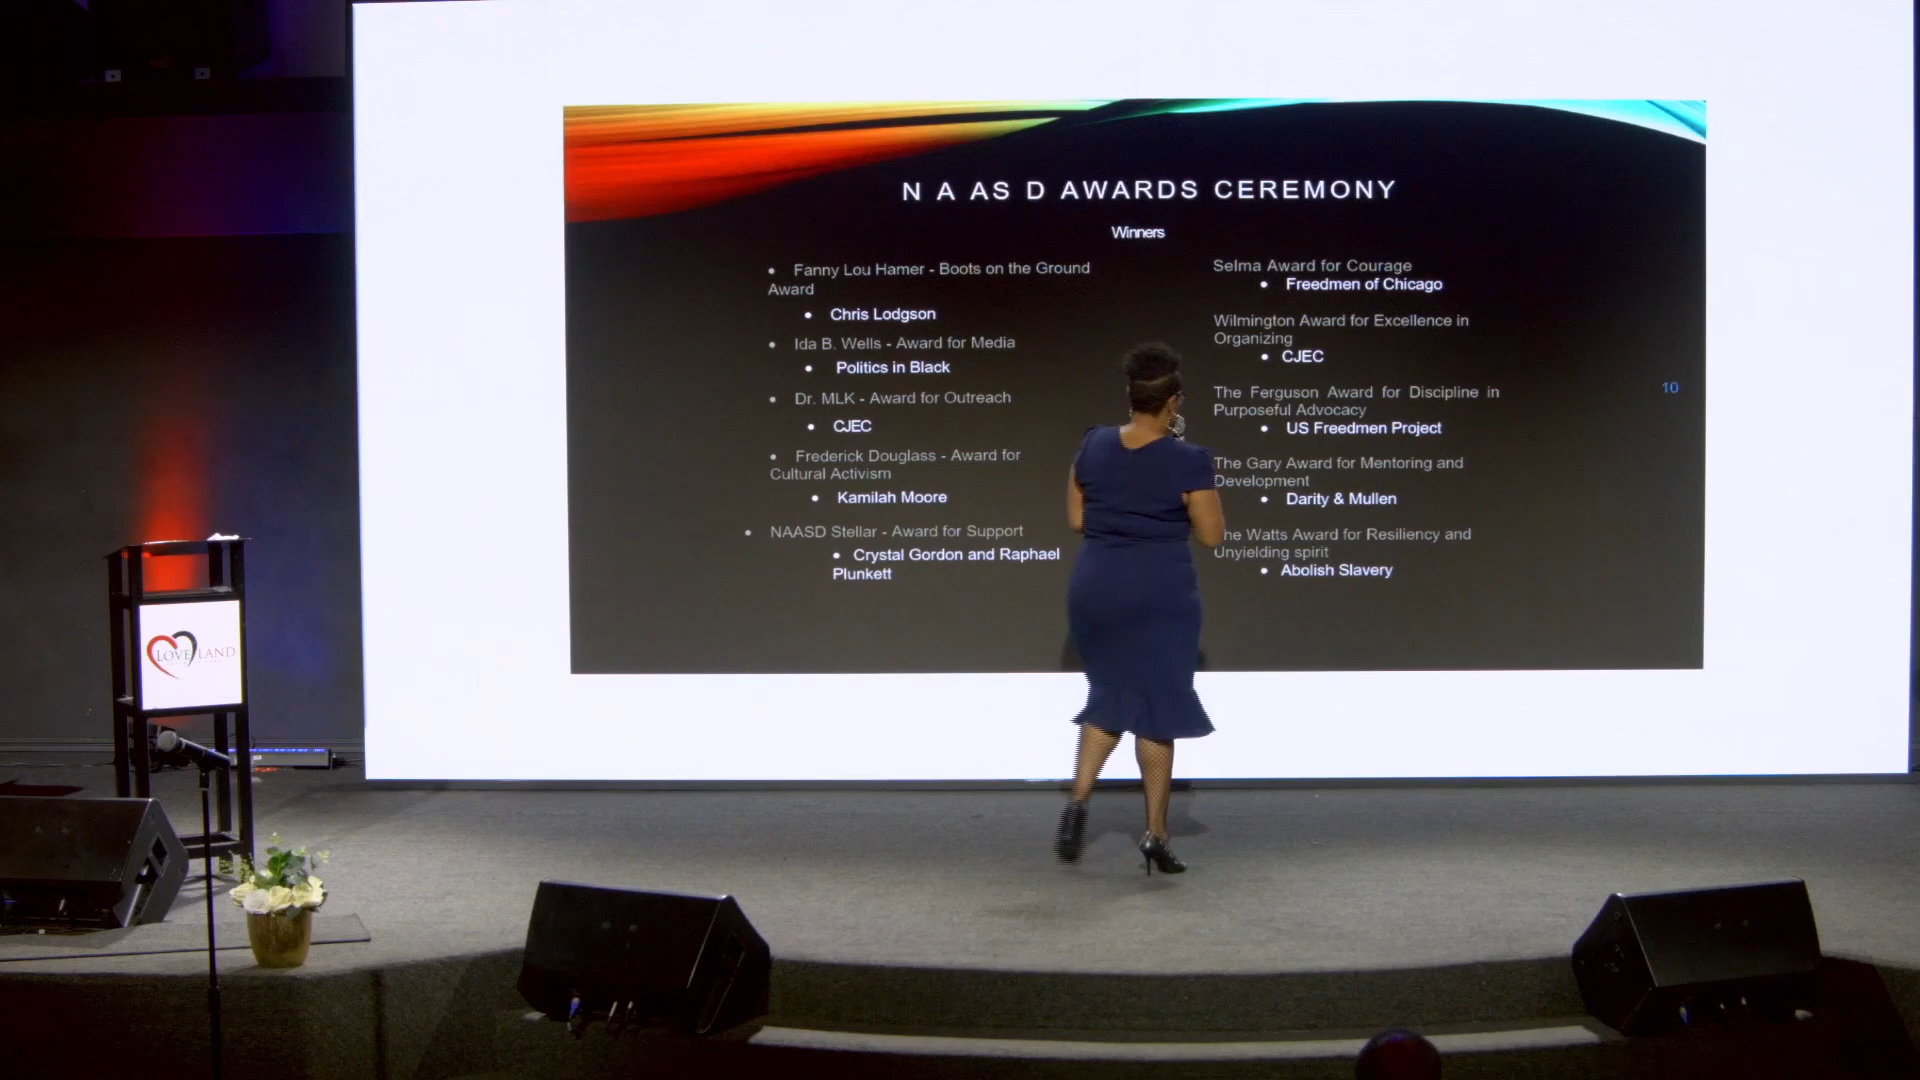 N A AS D AWARDS CEREMONY
Winners
• Fanny Lou Hamer - Boots on the Ground
Award
• Chris Lodgson
• Ida B. Wells - Award for Media
• Politics in Black
• Dr. MLK - Award for Outreach
• CJEC
• Frederick Douglass - Award for
Cultural Activism
• Kamilah Moore
• NAASD Stellar - Award for Support
• Crystal Gordon and Raphael
Plunkett
Selma Award for Courage
• Freedmen of Chicago
Wilmington Award for Excellence in
Organizing
• CJEC
The Ferguson Award for Discipline in
Purposeful Advocacy
• US Freedmen Project
The Gary Award for Mentoring and
Development
• Darity & Mullen
he Watts Award for Resiliency and
Unyielding spirit
• Abolish Slavery
10
LOVE LAND